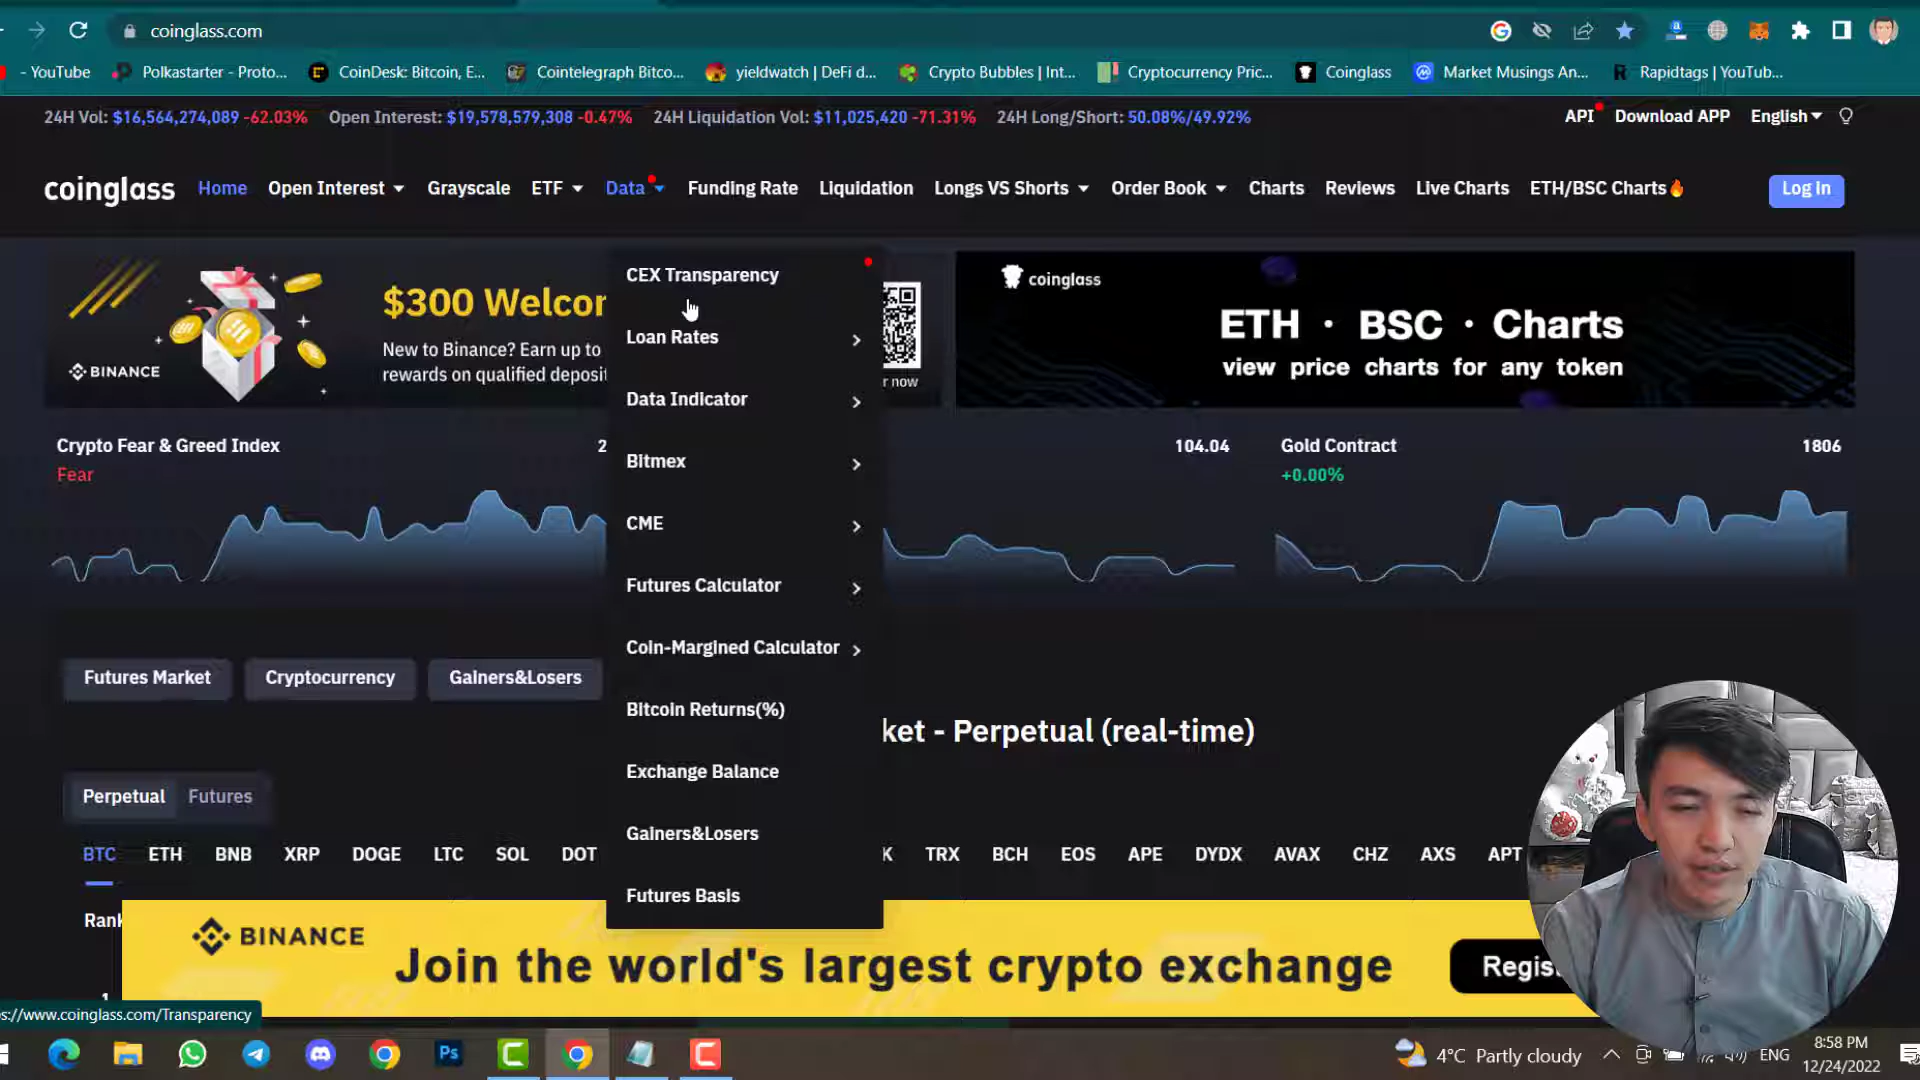 coinglass.com
- YouTube
Polkastarter - Proto...
CoinDesk: Bitcoin, E...
Cointelegraph Bitco...
yieldwatch | DeFi d...
Crypto Bubbles | Int...
Cryptocurrency Pric...
Coinglass
Market Musings An...
Rapidtags | YouTub...
24H Vol: $16,564,274,089 -62.03%
Open Interest: $19,578,579,308 -0.47%
24H Liquidation Vol: $11,025,420 -71.31%
24H Long/Short: 50.08%/49.92%
API
Download APP
English
coinglass
Home
Open Interest
Grayscale
ETF
Data
Funding Rate
Liquidation
Longs VS Shorts
Order Book
Charts
Reviews
Live Charts
ETH/BSC Charts
Log In
$300 Welcor
New to Binance? Earn up to
rewards on qualified deposit
BINANCE
r now
CEX Transparency
Loan Rates
Data Indicator
Bitmex
CME
Futures Calculator
Coin-Margined Calculator
Bitcoin Returns(%)
Exchange Balance
Gainers&Losers
Futures Basis
coinglass
ETH · BSC · Charts
view price charts for any token
Crypto Fear & Greed Index
2
Fear
104.04
Gold Contract
1806
+0.00%
Futures Market
Cryptocurrency
Gainers&Losers
ket - Perpetual (real-time)
Perpetual
Futures
BTC ETH BNB XRP DOGE LTC SOL DOT K TRX BCH EOS APE DYDX AVAX CHZ AXS APT
Rank
1
BINANCE
Join the world's largest crypto exchange
Regis
s://www.coinglass.com/Transparency
Ps
4°C Partly cloudy
ENG
8:58 PM
12/24/2022